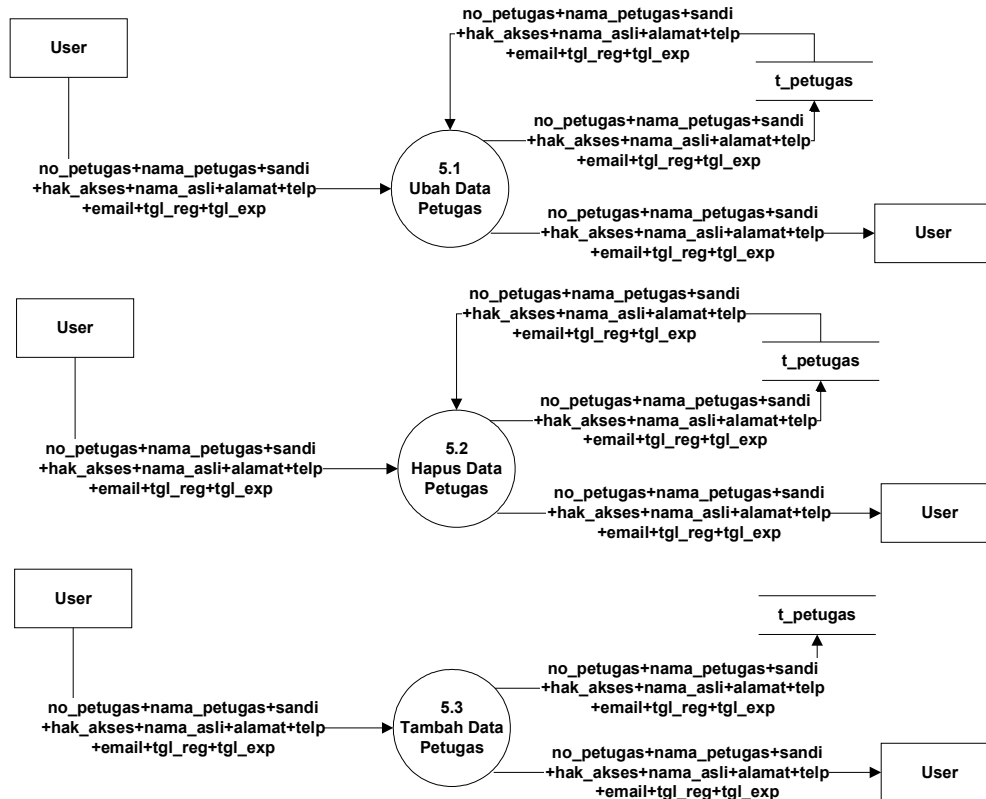 User
no_petugas+nama_petugas+sandi
+hak_akses+nama_asli+alamat+telp
+email+tgl_reg+tgl_exp
5.1
Ubah Data
Petugas
no_petugas+nama_petugas+sandi
+hak_akses+nama_asli+alamat+telp
+email+tgl_reg+tgl_exp
t_petugas
no_petugas+nama_petugas+sandi
+hak_akses+nama_asli+alamat+telp
+email+tgl_reg+tgl_exp
no_petugas+nama_petugas+sandi
+hak_akses+nama_asli+alamat+telp
+email+tgl_reg+tgl_exp
User
User
no_petugas+nama_petugas+sandi
+hak_akses+nama_asli+alamat+telp
+email+tgl_reg+tgl_exp
5.2
Hapus Data
Petugas
no_petugas+nama_petugas+sandi
+hak_akses+nama_asli+alamat+telp
+email+tgl_reg+tgl_exp
t_petugas
no_petugas+nama_petugas+sandi
+hak_akses+nama_asli+alamat+telp
+email+tgl_reg+tgl_exp
no_petugas+nama_petugas+sandi
+hak_akses+nama_asli+alamat+telp
+email+tgl_reg+tgl_exp
User
User
no_petugas+nama_petugas+sandi
+hak_akses+nama_asli+alamat+telp
+email+tgl_reg+tgl_exp
5.3
Tambah Data
Petugas
t_petugas
no_petugas+nama_petugas+sandi
+hak_akses+nama_asli+alamat+telp
+email+tgl_reg+tgl_exp
no_petugas+nama_petugas+sandi
+hak_akses+nama_asli+alamat+telp
+email+tgl_reg+tgl_exp
User